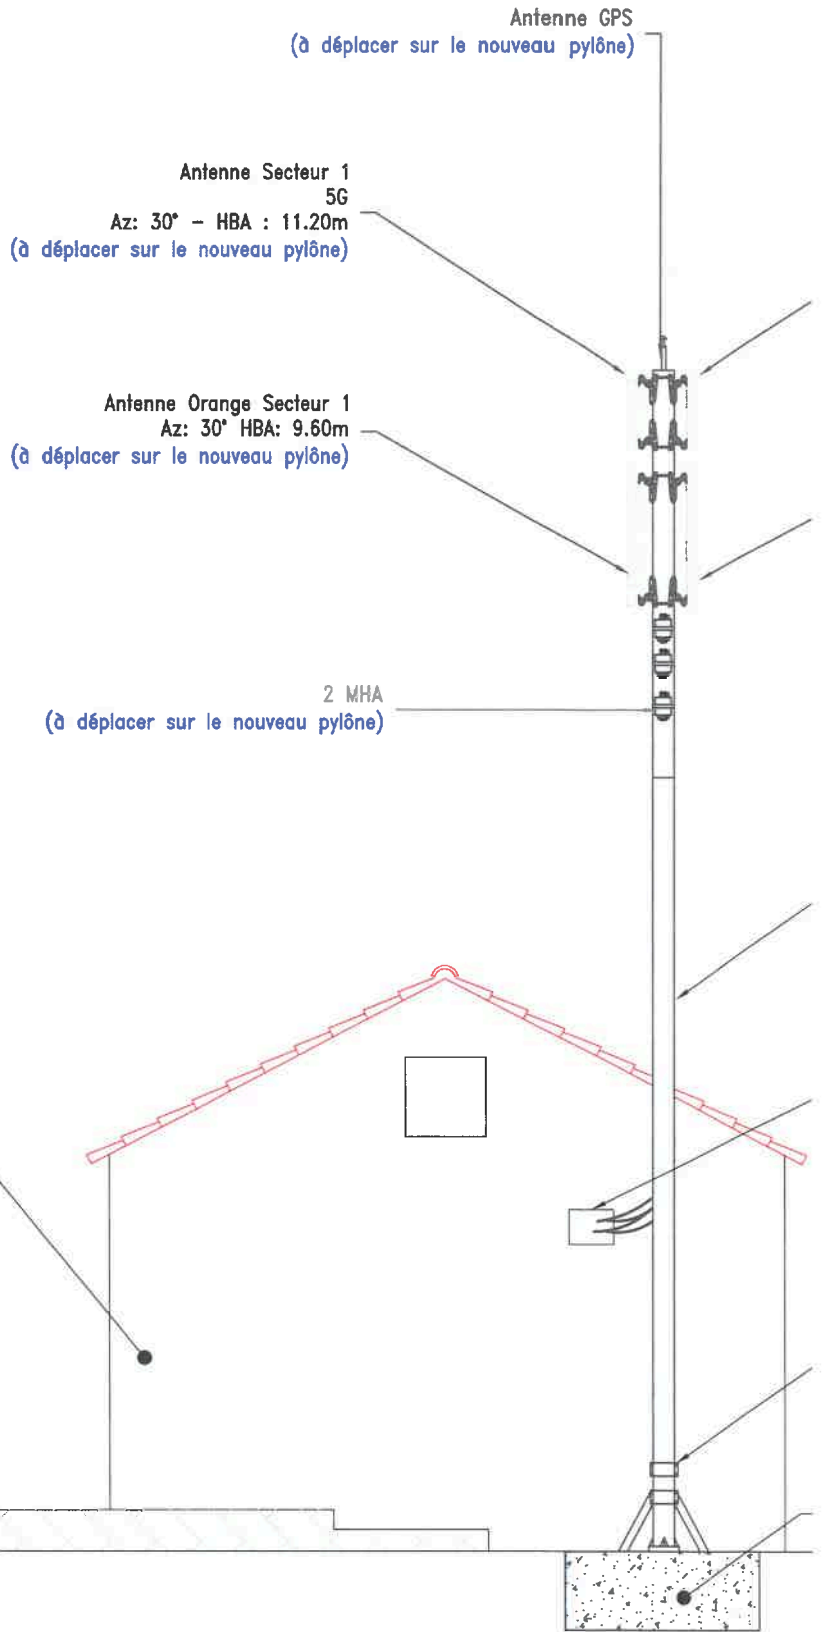 Antenne GPS
(à déplacer sur le nouveau pylône)
Antenne Secteur 1
5G
Az: 30° - HBA : 11.20m
(à déplacer sur le nouveau pylône)
Antenne Orange Secteur 1
Az: 30° HBA: 9.60m
(à déplacer sur le nouveau pylône)
2 MHA
(à déplacer sur le nouveau pylône)